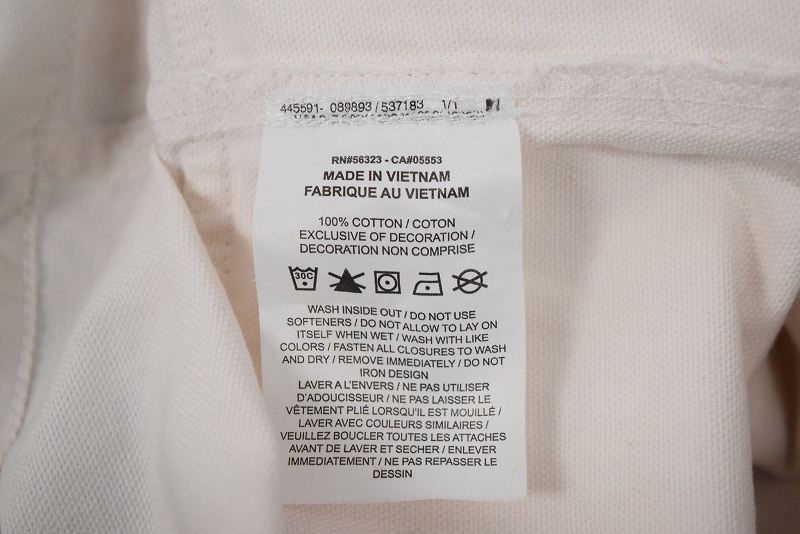 445591- 089893 / 537183 1/1
RN#56323 - CA#05553
MADE IN VIETNAM
FABRIQUE AU VIETNAM
100% COTTON / COTON
EXCLUSIVE OF DECORATION /
DECORATION NON COMPRISE
30C
WASH INSIDE OUT / DO NOT USE
SOFTENERS / DO NOT ALLOW TO LAY ON
ITSELF WHEN WET / WASH WITH LIKE
COLORS / FASTEN ALL CLOSURES TO WASH
AND DRY / REMOVE IMMEDIATELY / DO NOT
IRON DESIGN
LAVER A L'ENVERS / NE PAS UTILISER
D'ADOUCISSEUR / NE PAS LAISSER LE
VÊTEMENT PLIÉ LORSQU'IL EST MOUILLÉ /
LAVER AVEC COULEURS SIMILAIRES /
VEUILLEZ BOUCLER TOUTES LES ATTACHES
AVANT DE LAVER ET SECHER / ENLEVER
IMMEDIATEMENT / NE PAS REPASSER LE
DESSIN